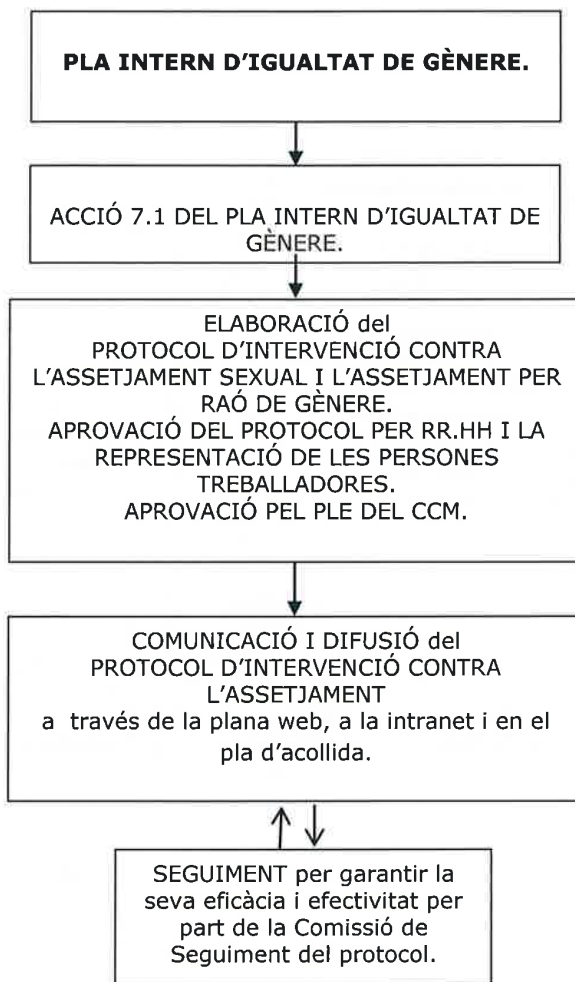 PLA INTERN D'IGUALTAT DE GÈNERE.
ACCIÓ 7.1 DEL PLA INTERN D'IGUALTAT DE
GÈNERE.
ELABORACIÓ del
PROTOCOL D'INTERVENCIÓ CONTRA
L'ASSETJAMENT SEXUAL I L'ASSETJAMENT PER
RAÓ DE GÈNERE.
APROVACIÓ DEL PROTOCOL PER RR.HH I LA
REPRESENTACIÓ DE LES PERSONES
TREBALLADORES.
APROVACIÓ PEL PLE DEL CCM.
COMUNICACIÓ I DIFUSIÓ del
PROTOCOL D'INTERVENCIÓ CONTRA
L'ASSETJAMENT
a través de la plana web, a la intranet i en el
pla d'acollida.
SEGUIMENT per garantir la
seva eficàcia i efectivitat per
part de la Comissió de
Seguiment del protocol.